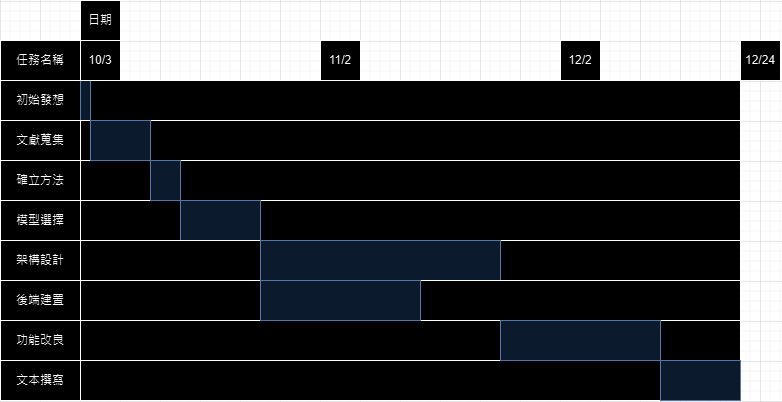 日期
任務名稱 10/3 11/2 12/2 12/24
初始發想
文獻蒐集
確立方法
模型選擇
架構設計
後端建置
功能改良
文本撰寫